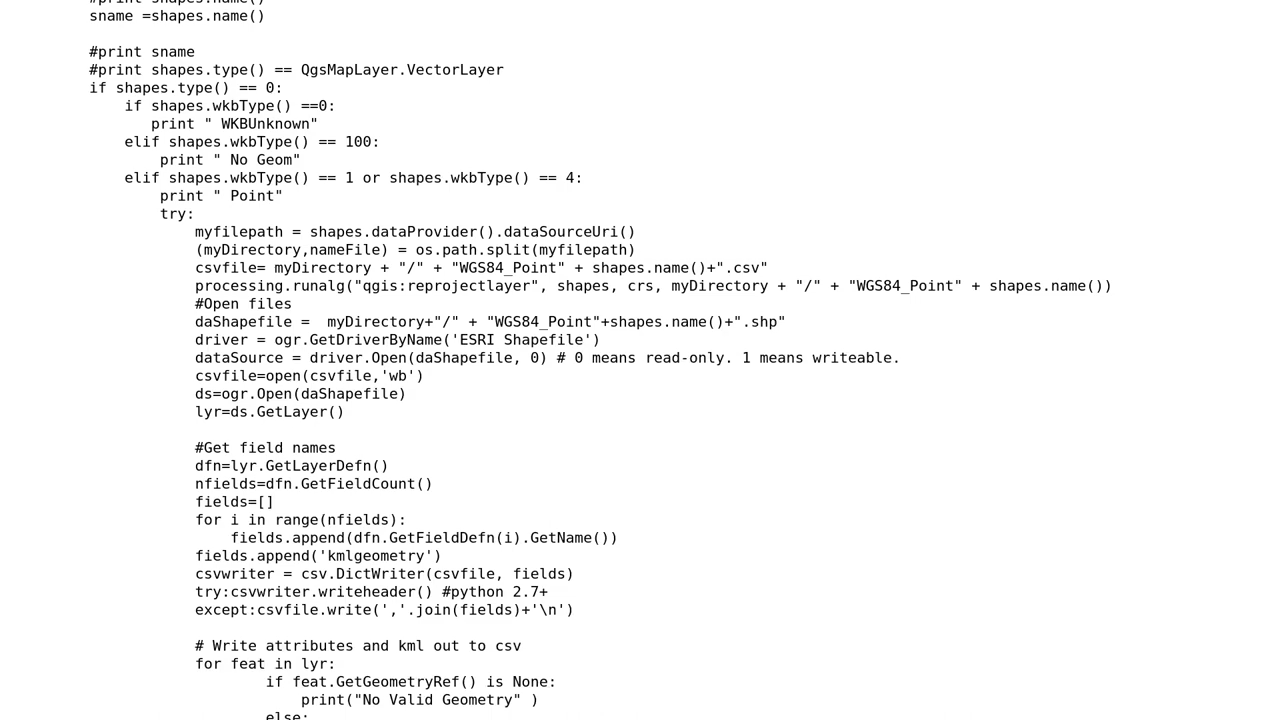 #print shapes.name()
sname =shapes.name()
#print sname
#print shapes.type() == QgsMapLayer.VectorLayer
if shapes.type() == 0:
if shapes.wkbType() ==0:
print " WKBUnknown"
elif shapes.wkbType() == 100:
print " No Geom"
elif shapes.wkbType() == 1 or shapes.wkbType() == 4:
print " Point"
try:
myfilepath = shapes.dataProvider().dataSourceUri()
(myDirectory,nameFile) = os.path.split(myfilepath)
csvfile= myDirectory + "/" + "WGS84_Point" + shapes.name()+".csv"
processing.runalg("qgis:reprojectlayer", shapes, crs, myDirectory + "/" + "WGS84_Point" + shapes.name())
#Open files
daShapefile =  myDirectory+"/" + "WGS84_Point"+shapes.name()+".shp"
driver = ogr.GetDriverByName('ESRI Shapefile')
dataSource = driver.Open(daShapefile, 0) # 0 means read-only. 1 means writeable.
csvfile=open(csvfile,'wb')
ds=ogr.Open(daShapefile)
lyr=ds.GetLayer()
#Get field names
dfn=lyr.GetLayerDefn()
nfields=dfn.GetFieldCount()
fields=[]
for i in range(nfields):
fields.append(dfn.GetFieldDefn(i).GetName())
fields.append('kmlgeometry')
csvwriter = csv.DictWriter(csvfile, fields)
try:csvwriter.writeheader() #python 2.7+
except:csvfile.write(','.join(fields)+'\n')
# Write attributes and kml out to csv
for feat in lyr:
if feat.GetGeometryRef() is None:
print("No Valid Geometry" )
else: